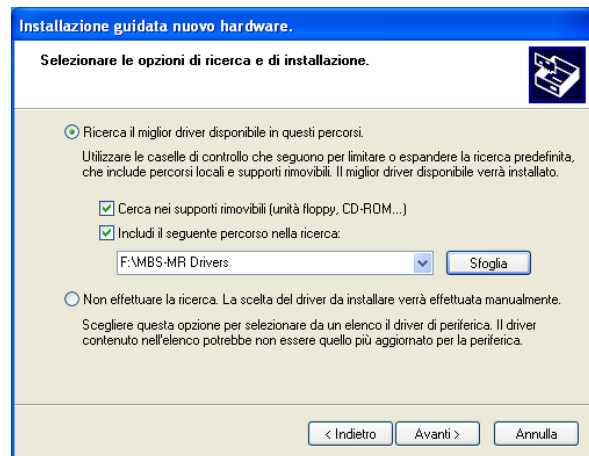 Installazione guidata nuovo hardware.
Selezionare le opzioni di ricerca e di installazione.
Ricerca il miglior driver disponibile in questi percorsi.
Utilizzare le caselle di controllo che seguono per limitare o espandere la ricerca predefinita,
che include percorsi locali e supporti rimovibili. Il miglior driver disponibile verrà installato.
Cerca nei supporti rimovibili (unità floppy, CD-ROM...)
Includi il seguente percorso nella ricerca:
F:\MBS-MR Drivers
Sfoglia
Non effettuare la ricerca. La scelta del driver da installare verrà effettuata manualmente.
Scegliere questa opzione per selezionare da un elenco il driver di periferica. Il driver
contenuto nell'elenco potrebbe non essere quello più aggiornato per la periferica.
< Indietro
Avanti >
Annulla